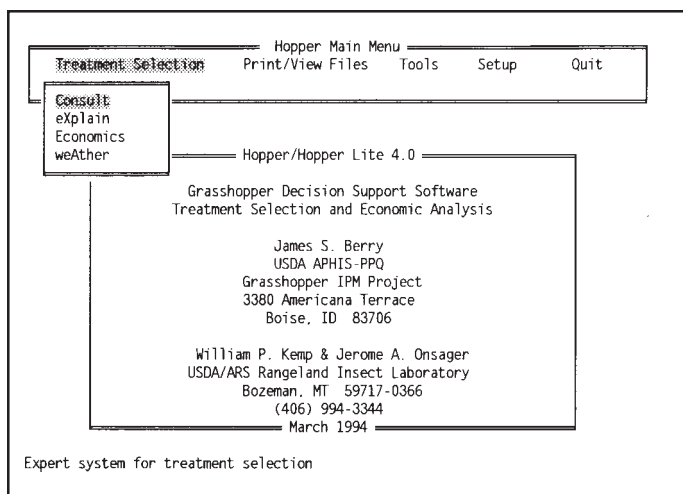 Hopper Main Menu
Treatment Selection Print/View Files Tools Setup Quit
Consult
eXplain
Economics
weAther
Hopper/Hopper Lite 4.0
Grasshopper Decision Support Software
Treatment Selection and Economic Analysis
James S. Berry
USDA APHIS-PPQ
Grasshopper IPM Project
3380 Americana Terrace
Boise, ID 83706
William P. Kemp & Jerome A. Onsager
USDA/ARS Rangeland Insect Laboratory
Bozeman, MT 59717-0366
(406) 994-3344
March 1994
Expert system for treatment selection